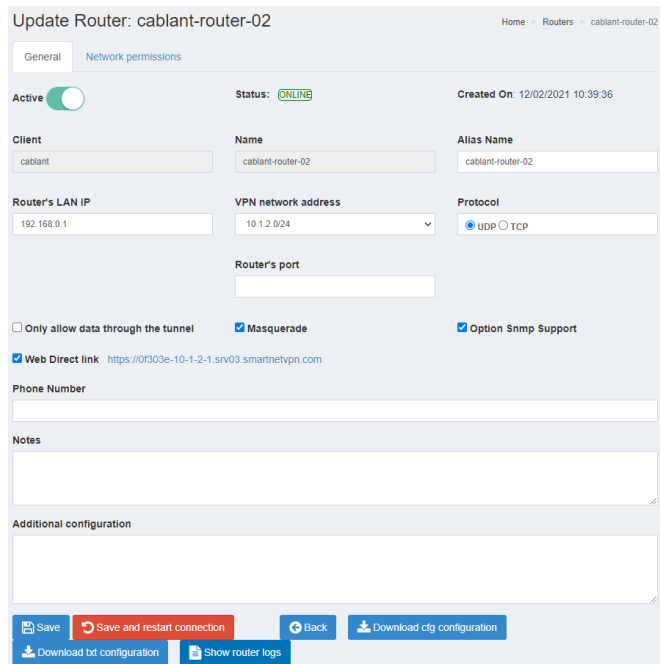 Update Router: cablant-router-02
Home > Routers > cablant-router-02
General Network permissions
Active Status: ONLINE Created On: 12/02/2021 10:39:36
Client Name Alias Name
cablant cablant-router-02 cablant-router-02
Router's LAN IP VPN network address Protocol
192.168.0.1 10.1.2.0/24 UDP TCP
Router's port
Only allow data through the tunnel Masquerade Option Snmp Support
Web Direct link https://0f303e-10-1-2-1.srv03.smartnetvpn.com
Phone Number
Notes
Additional configuration
Save Save and restart connection Back Download cfg configuration
Download txt configuration Show router logs